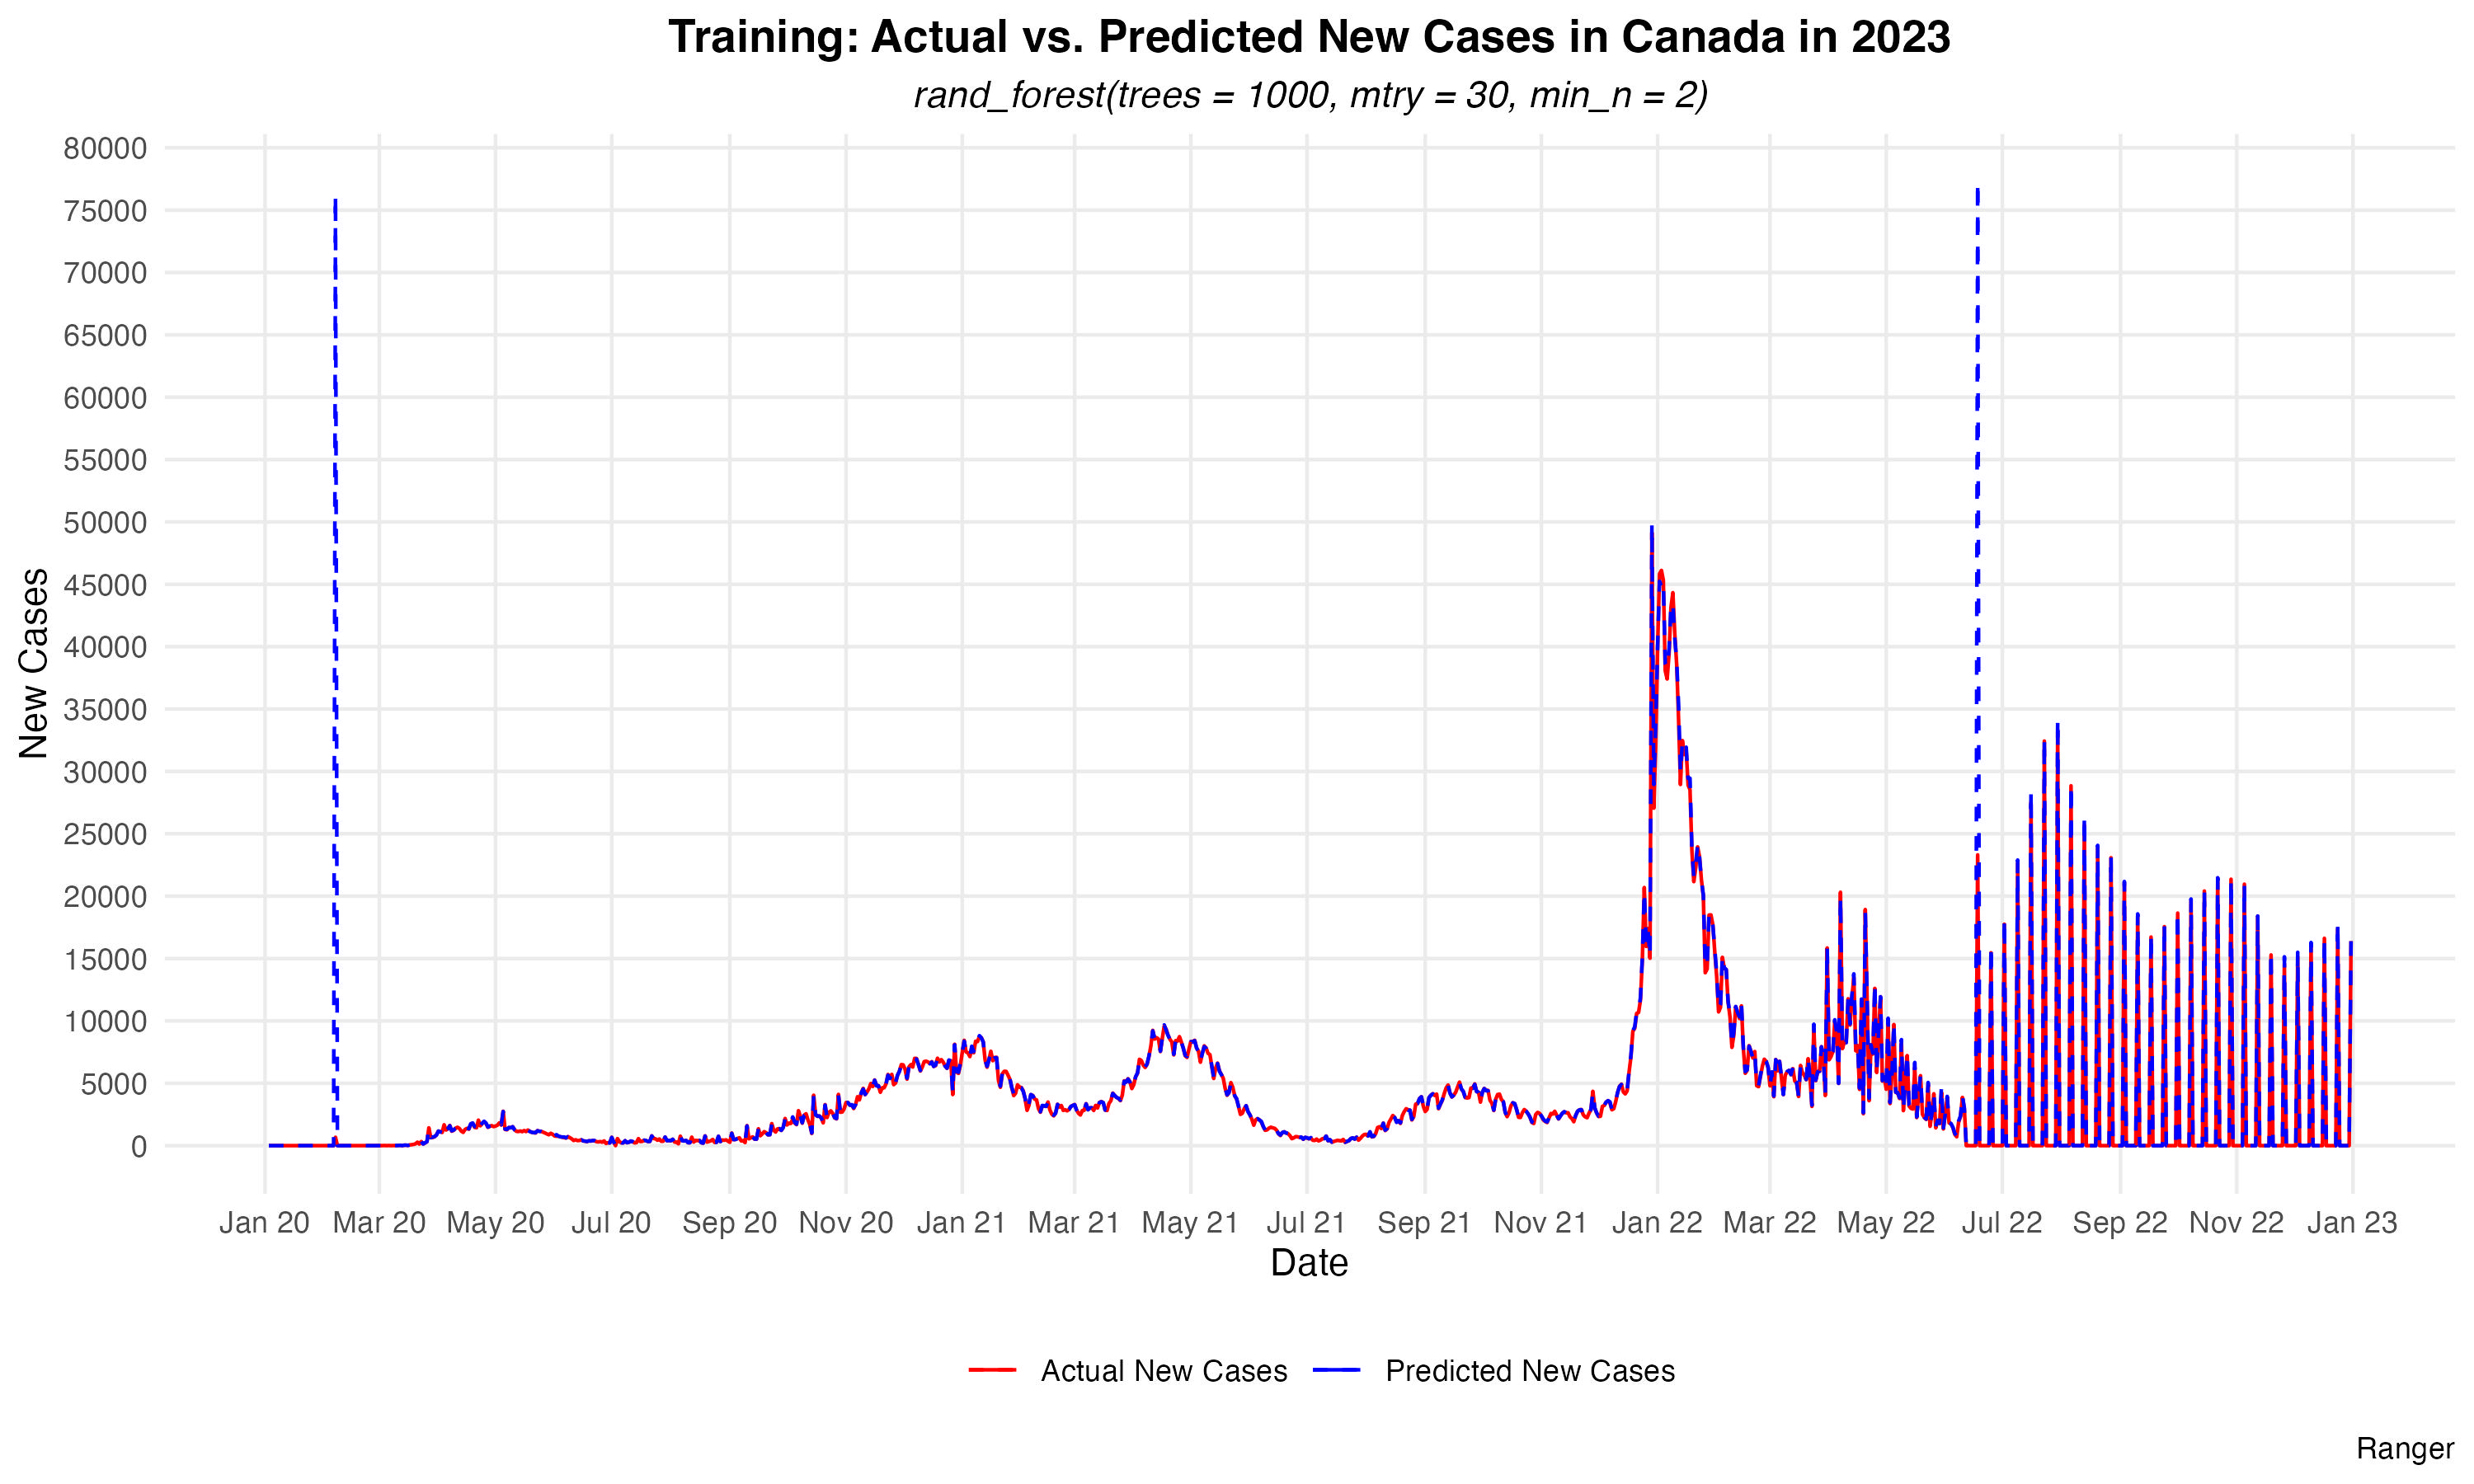 Training: Actual vs. Predicted New Cases in Canada in 2023
rand_forest(trees = 1000, mtry = 30, min_n = 2)
80000
75000
70000
65000
60000
55000
50000
45000
40000
35000
30000
25000
20000
15000
10000
5000
0
New Cases
Jan 20 Mar 20 May 20 Jul 20 Sep 20 Nov 20 Jan 21 Mar 21 May 21 Jul 21 Sep 21 Nov 21 Jan 22 Mar 22 May 22 Jul 22 Sep 22 Nov 22 Jan 23
Date
Actual New Cases Predicted New Cases
Ranger